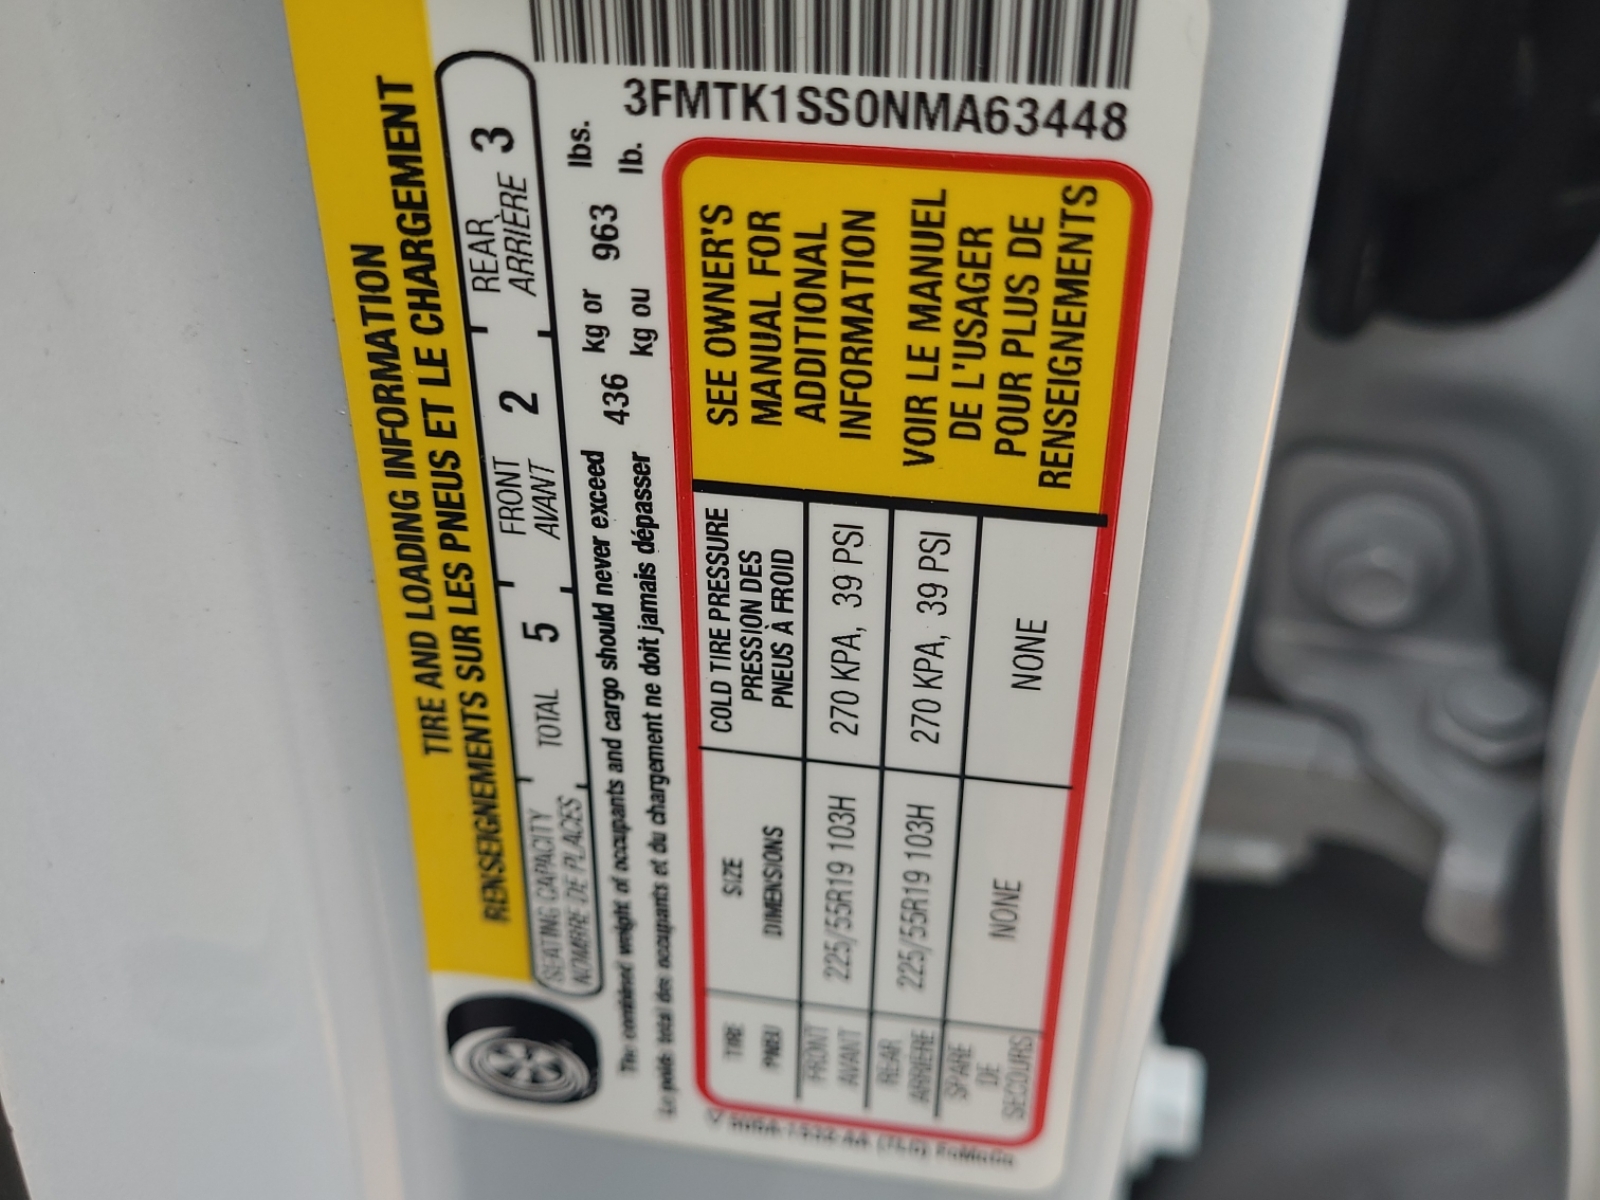 TIRE AND LOADING INFORMATION
RENSEIGNEMENTS SUR LES PNEUS ET LE CHARGEMENT
SEATING CAPACITY
NOMBRE DE PLACES
TOTAL 5
FRONT
AVANT 2
REAR
ARRIÈRE 3
The combined weight of occupants and cargo should never exceed 436 kg or 963 lbs.
Le poids total des occupants et du chargement ne doit jamais dépasser kg ou lb.
3FMTK1SS0NMA63448
TIRE
PNEU
SIZE
DIMENSIONS
COLD TIRE PRESSURE
PRESSION DES
PNEUS À FROID
FRONT
AVANT
225/55R19 103H
270 KPA, 39 PSI
REAR
ARRIÈRE
225/55R19 103H
270 KPA, 39 PSI
SPARE
DE
SECOURS
NONE
NONE
SEE OWNER'S
MANUAL FOR
ADDITIONAL
INFORMATION
VOIR LE MANUEL
DE L'USAGER
POUR PLUS DE
RENSEIGNEMENTS